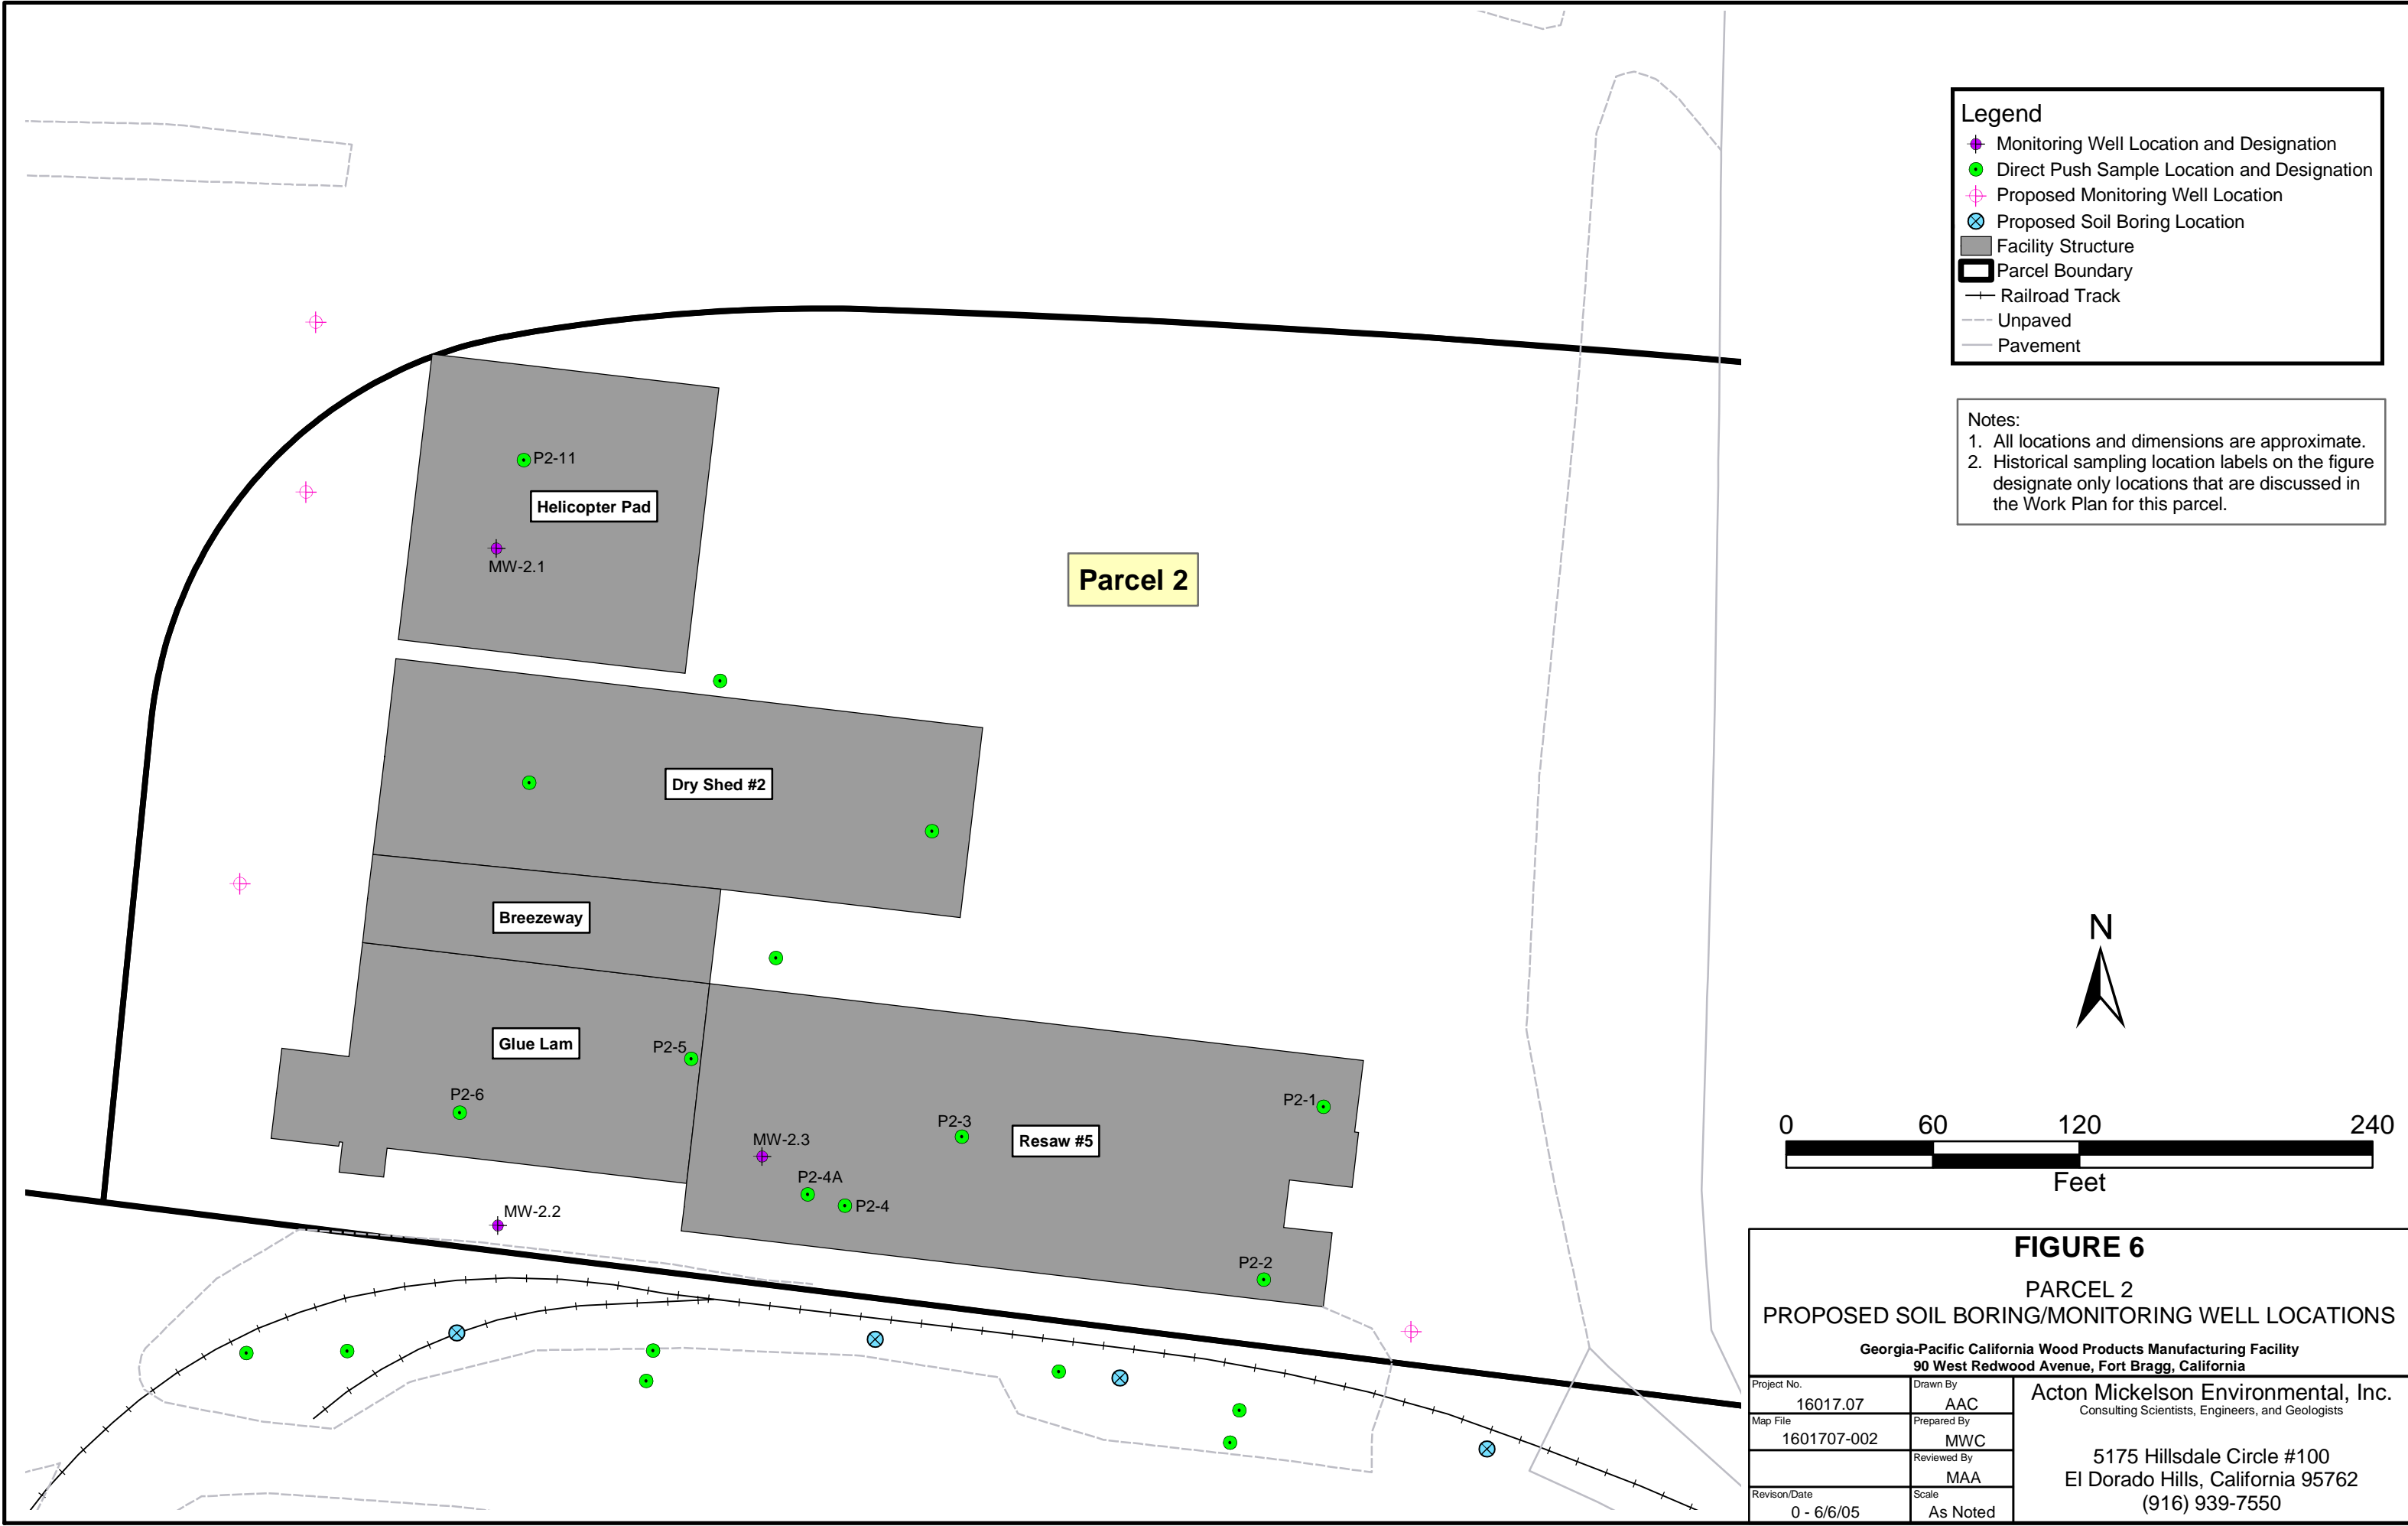 Legend
Monitoring Well Location and Designation
Direct Push Sample Location and Designation
Proposed Monitoring Well Location
Proposed Soil Boring Location
Facility Structure
Parcel Boundary
Railroad Track
Unpaved
Pavement
Notes:
1. All locations and dimensions are approximate.
2. Historical sampling location labels on the figure
designate only locations that are discussed in
the Work Plan for this parcel.
P2-11
Helicopter Pad
MW-2.1
Parcel 2
Dry Shed #2
Breezeway
Glue Lam
P2-5
P2-6
P2-1
P2-3
Resaw #5
MW-2.3
P2-4A
P2-4
MW-2.2
P2-2
N
0 60 120 240
Feet
FIGURE 6
PARCEL 2
PROPOSED SOIL BORING/MONITORING WELL LOCATIONS
Georgia-Pacific California Wood Products Manufacturing Facility
90 West Redwood Avenue, Fort Bragg, California
Project No.
16017.07
Drawn By
AAC
Map File
1601707-002
Prepared By
MWC
Reviewed By
MAA
Revison/Date
0 - 6/6/05
Scale
As Noted
Acton Mickelson Environmental, Inc.
Consulting Scientists, Engineers, and Geologists
5175 Hillsdale Circle #100
El Dorado Hills, California 95762
(916) 939-7550